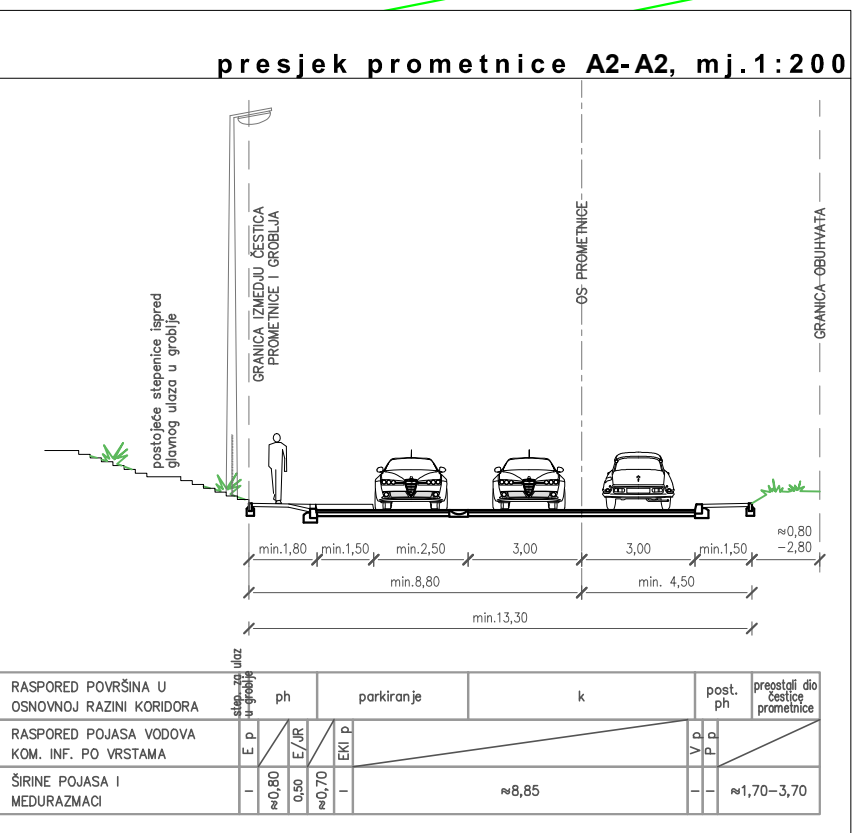 presjek prometnice A2-A2, mj.1:200
GRANICA IZMEDJU ČESTICA
PROMETNICE I GROBLJA
OS PROMETNICE
GRANICA OBUHVATA
postojeće stepenice ispred
glavnog ulaza u groblje
min.1,80
min.1,50
min.2,50
3,00
3,00
min.1,50
≈0,80
-2,80
min.8,80
min. 4,50
min.13,30
RASPORED POVRŠINA U
OSNOVNOJ RAZINI KORIDORA
step. za ulaz
u groblje
ph
parkiranje
k
post.
ph
preostali dio
čestice
prometnice
RASPORED POJASA VODOVA
KOM. INF. PO VRSTAMA
E p
E/JR
EKI p
V p
P p
ŠIRINE POJASA I
MEDURAZMACI
-
≈0,80
0,50
≈0,70
-
≈8,85
-
-
≈1,70-3,70